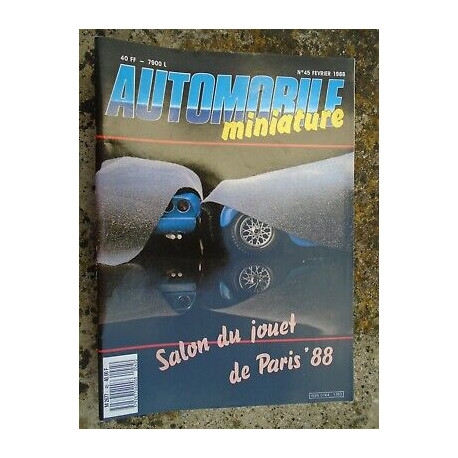 40 FF - 7900 L
N°45 FEVRIER 1988
AUTOMOBILE
miniature
Salon du jouet
de Paris '88